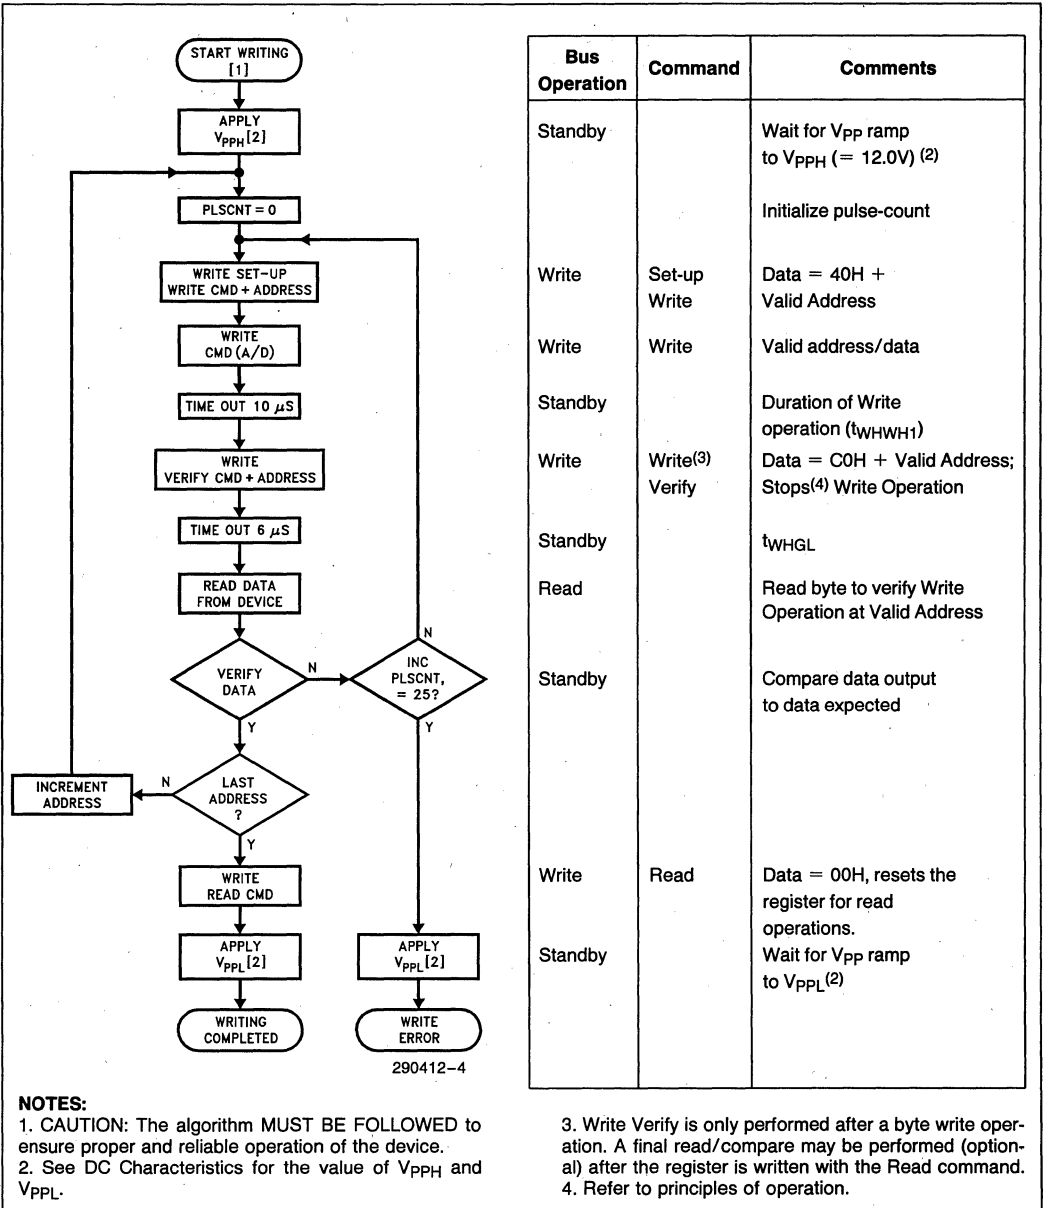 START WRITING
[1]
APPLY
VPPH[2]
PLSCNT = 0
WRITE SET-UP
WRITE CMD + ADDRESS
WRITE
CMD (A/D)
TIME OUT 10 μS
WRITE
VERIFY CMD + ADDRESS
TIME OUT 6 μS
READ DATA
FROM DEVICE
VERIFY
DATA
N
Y
INC
PLSCNT,
= 25?
N
Y
LAST
ADDRESS
?
N
Y
INCREMENT
ADDRESS
WRITE
READ CMD
APPLY
VPPL[2]
WRITING
COMPLETED
APPLY
VPPL[2]
WRITE
ERROR
290412–4
Bus Operation | Command | Comments
Standby Wait for VPP ramp
to VPPH (= 12.0V) (2)
Initialize pulse-count
Write Set-up Data = 40H +
Write Valid Address
Write Write Valid address/data
Standby Duration of Write
operation (tWHWH1)
Write Write(3) Data = C0H + Valid Address;
Verify Stops(4) Write Operation
Standby tWHGL
Read Read byte to verify Write
Operation at Valid Address
Standby Compare data output
to data expected
Write Read Data = 00H, resets the
register for read
operations.
Standby Wait for VPP ramp
to VPPL(2)
NOTES:
1. CAUTION: The algorithm MUST BE FOLLOWED to
ensure proper and reliable operation of the device.
2. See DC Characteristics for the value of VPPH and
VPPL.
3. Write Verify is only performed after a byte write oper-
ation. A final read/compare may be performed (option-
al) after the register is written with the Read command.
4. Refer to principles of operation.